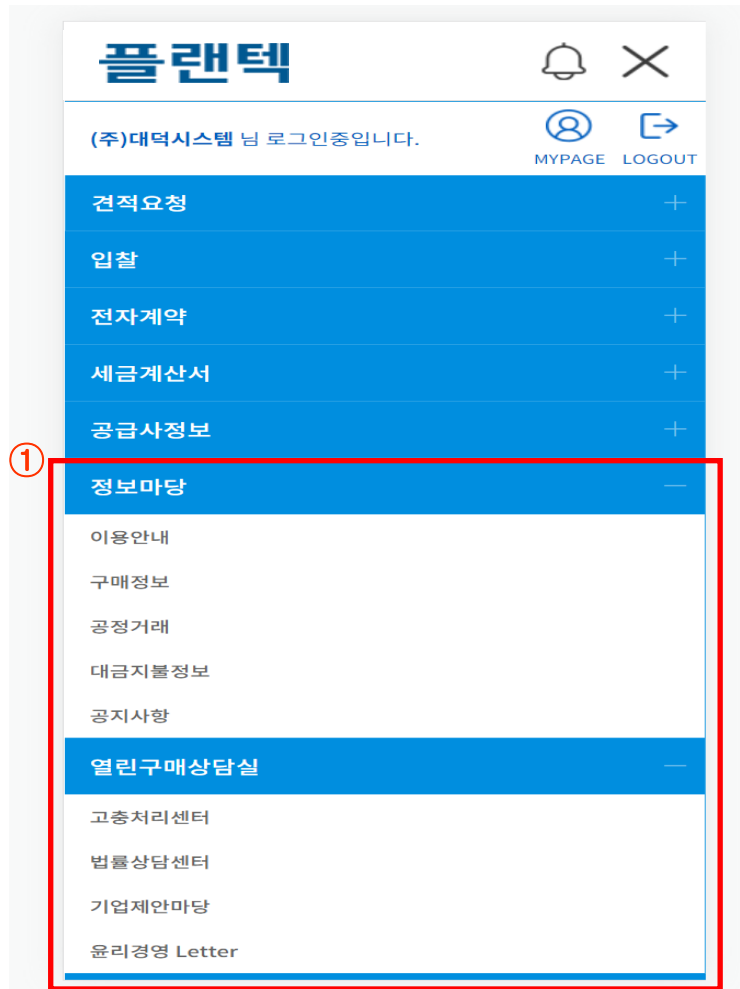 플랜텍
(주)대덕시스템 님 로그인중입니다.
MYPAGE LOGOUT
견적요청
입찰
전자계약
세금계산서
공급사정보
①
정보마당
이용안내
구매정보
공정거래
대금지불정보
공지사항
열린구매상담실
고충처리센터
법률상담센터
기업제안마당
윤리경영 Letter